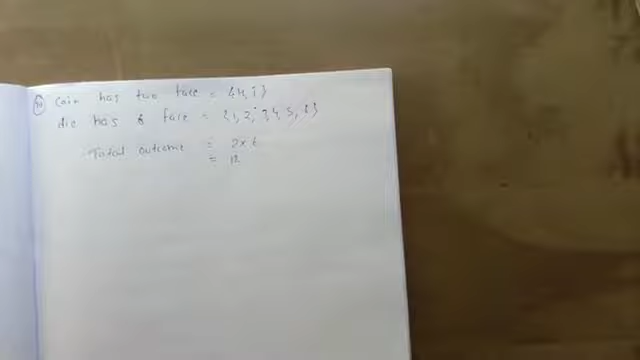 30 Coin has two face = {H, T}
die has 6 face = {1, 2, 3, 4, 5, 6}
Total outcome = 2 x 6
= 12